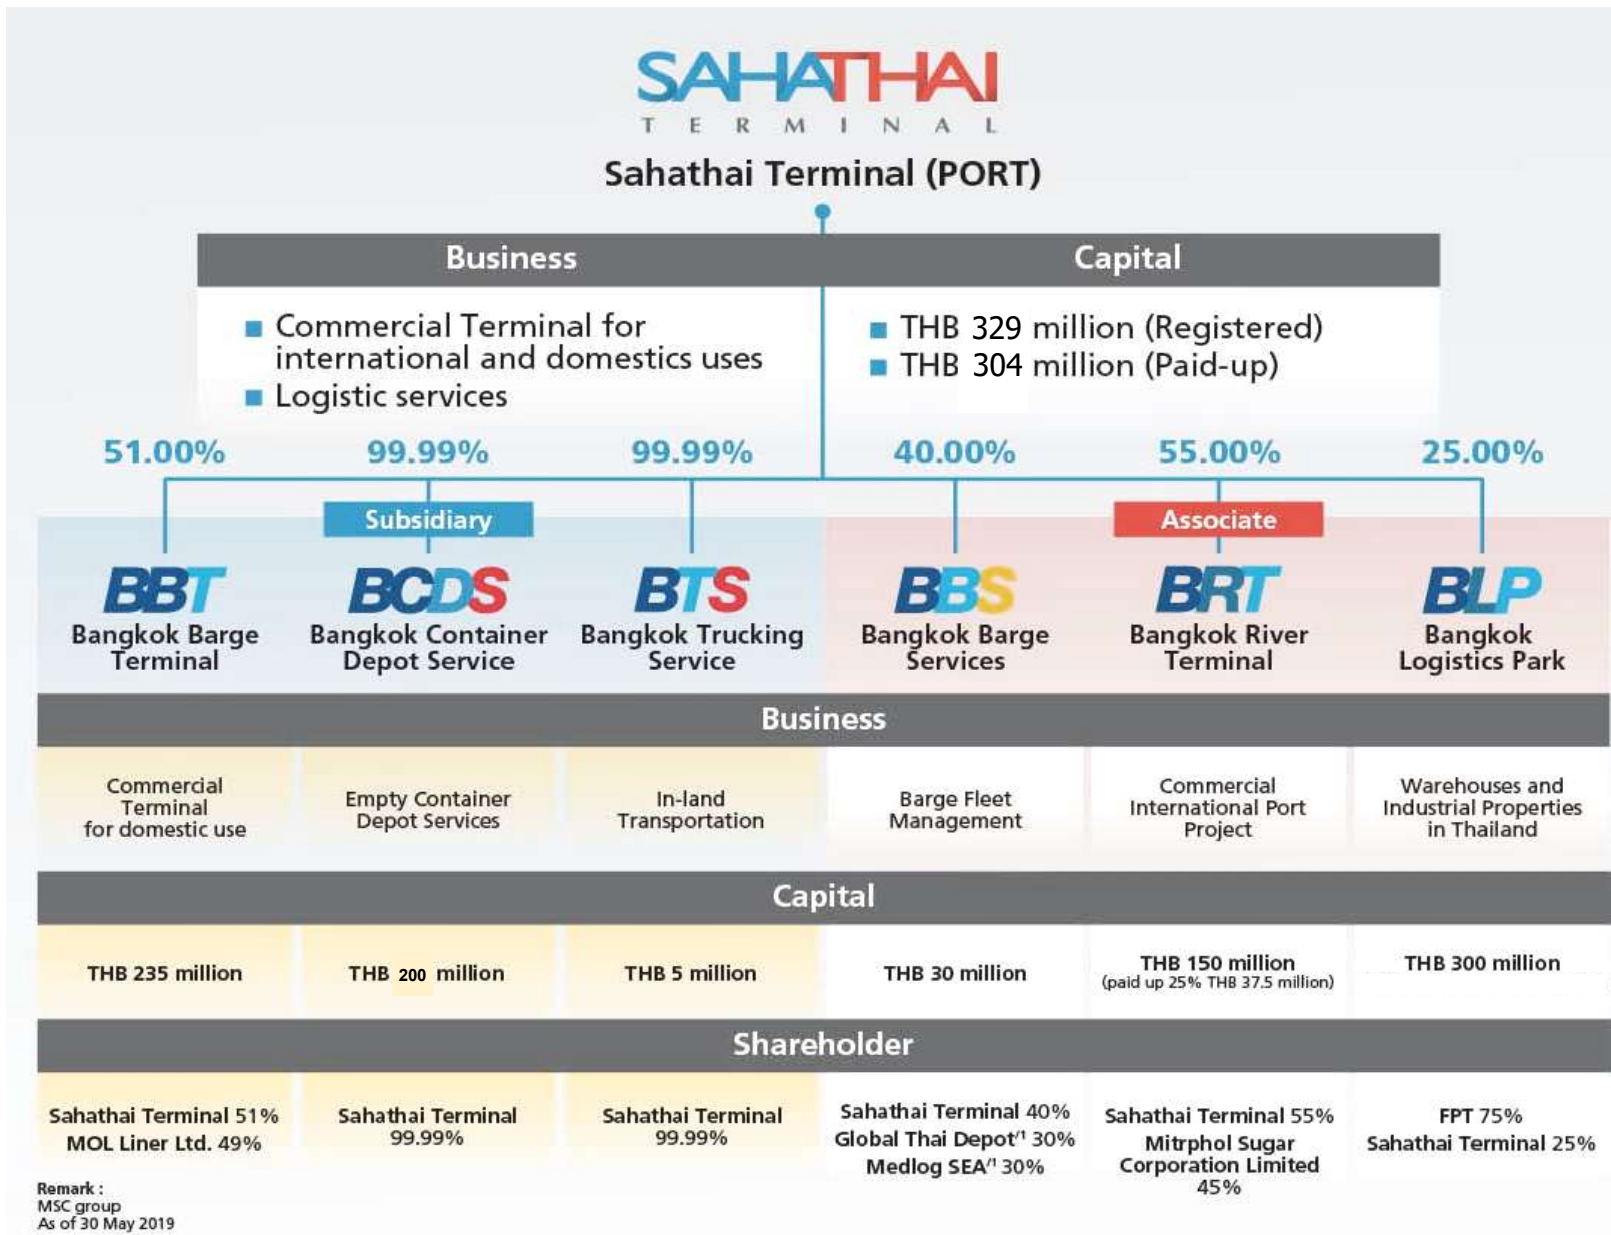 SAHATHAI
TERMINAL
Sahathai Terminal (PORT)
Business
Capital
Commercial Terminal for
international and domestics uses
Logistic services
THB 329 million (Registered)
THB 304 million (Paid-up)
51.00%
99.99%
99.99%
40.00%
55.00%
25.00%
Subsidiary
Associate
BBT
Bangkok Barge
Terminal
BCDS
Bangkok Container
Depot Service
BTS
Bangkok Trucking
Service
BBS
Bangkok Barge
Services
BRT
Bangkok River
Terminal
BLP
Bangkok
Logistics Park
Business
Commercial
Terminal
for domestic use
Empty Container
Depot Services
In-land
Transportation
Barge Fleet
Management
Commercial
International Port
Project
Warehouses and
Industrial Properties
in Thailand
Capital
THB 235 million
THB 200 million
THB 5 million
THB 30 million
THB 150 million
(paid up 25% THB 37.5 million)
THB 300 million
Shareholder
Sahathai Terminal 51%
MOL Liner Ltd. 49%
Sahathai Terminal
99.99%
Sahathai Terminal
99.99%
Sahathai Terminal 40%
Global Thai Depot/1 30%
Medlog SEA/1 30%
Sahathai Terminal 55%
Mitrphol Sugar
Corporation Limited
45%
FPT 75%
Sahathai Terminal 25%
Remark :
MSC group
As of 30 May 2019